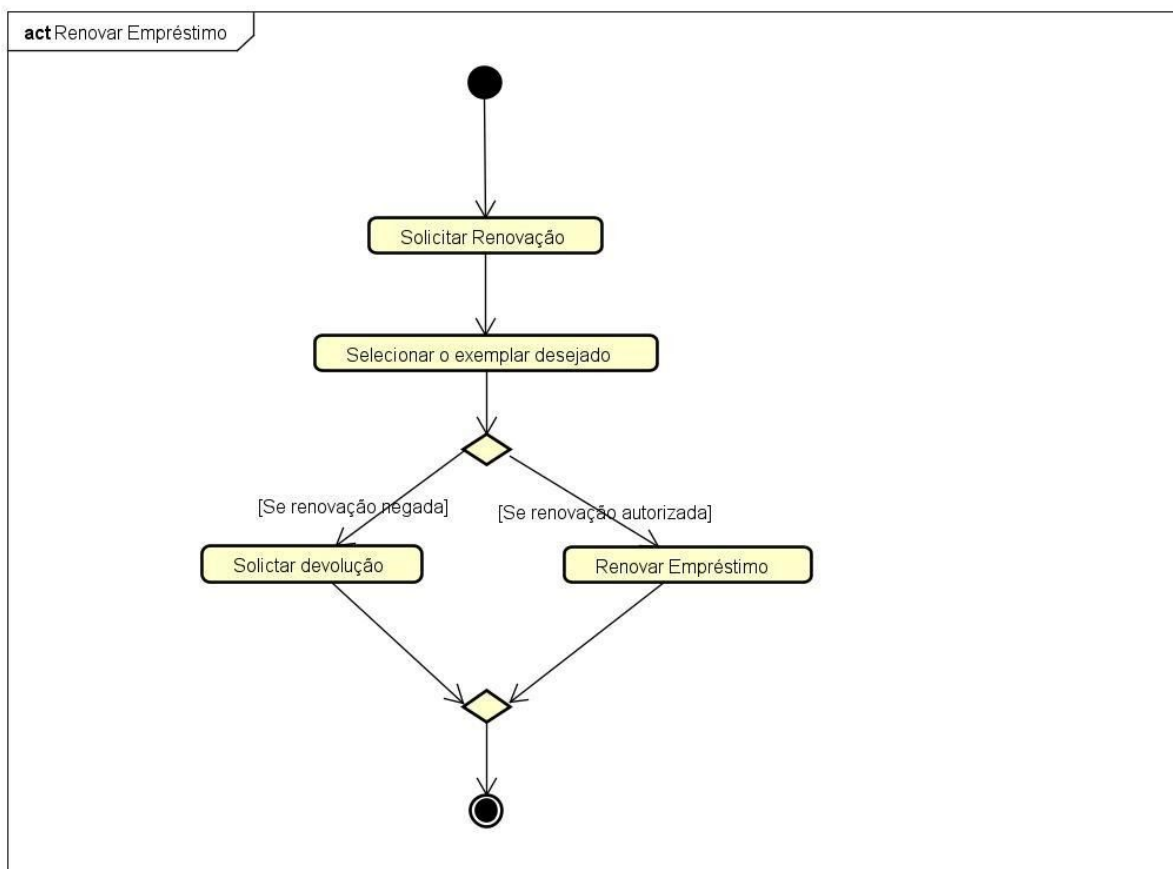 act Renovar Empréstimo
Solicitar Renovação
Selecionar o exemplar desejado
[Se renovação negada]
[Se renovação autorizada]
Solictar devolução
Renovar Empréstimo